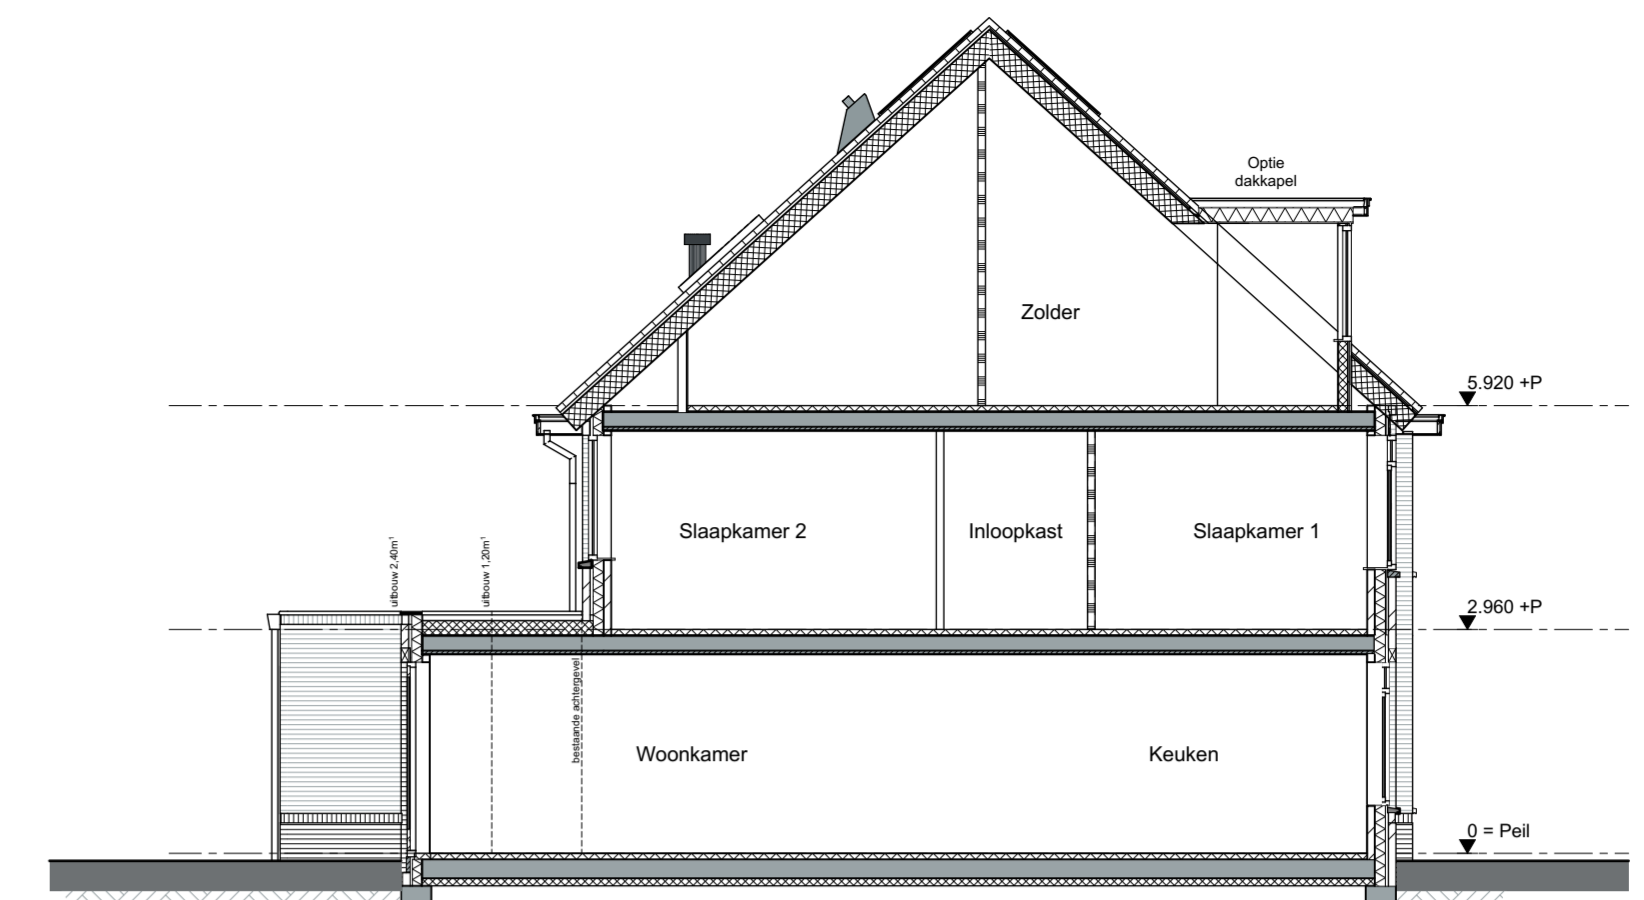 Optie
dakkapel
Zolder
5.920 +P
Slaapkamer 2
Inloopkast
Slaapkamer 1
uitbouw 2,40m¹
uitbouw 1,20m¹
2.960 +P
bestaande achtergevel
Woonkamer
Keuken
0 = Peil